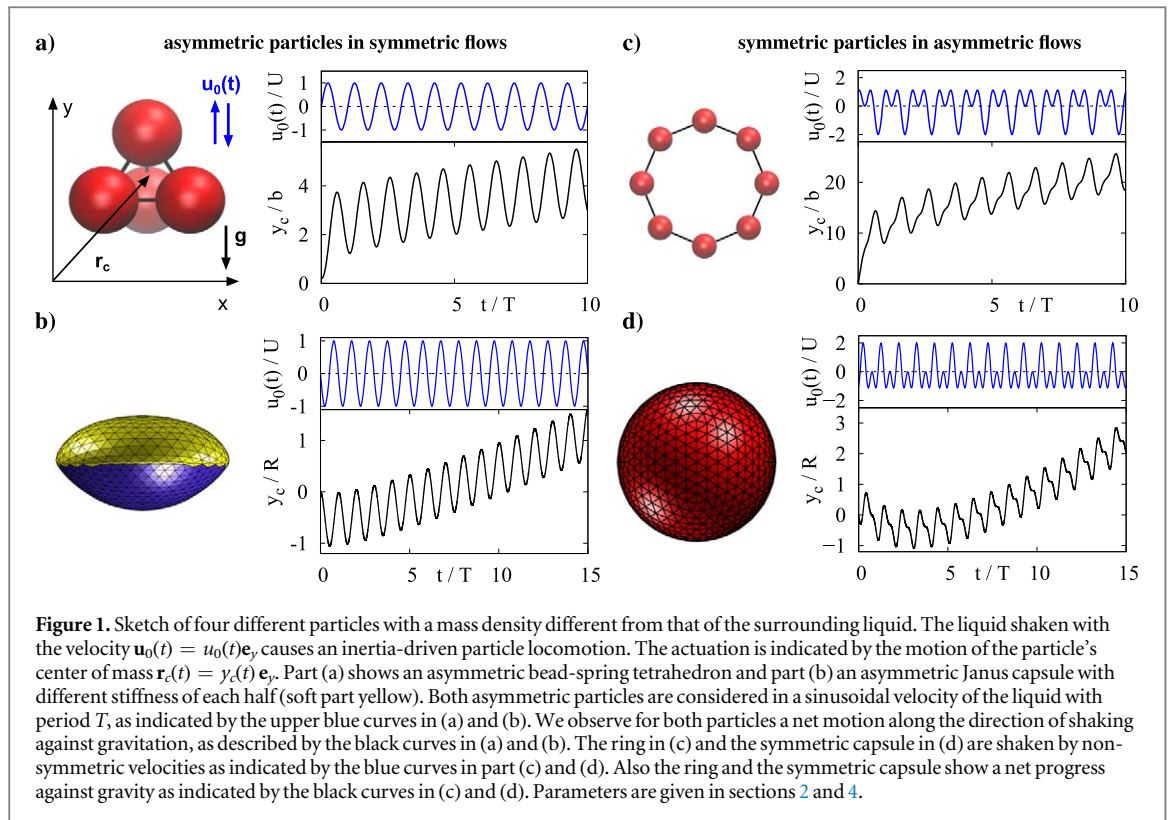 a) asymmetric particles in symmetric flows
u₀(t)
y
g
r_c
x
u₀(t) / U
1
0
-1
y_c / b
4
2
0
0 5 10
t / T
c) symmetric particles in asymmetric flows
u₀(t) / U
2
0
-2
y_c / b
20
10
0
0 5 10
t / T
b)
u₀(t) / U
1
0
-1
y_c / R
1
0
-1
0 5 10 15
t / T
d)
u₀(t) / U
2
0
−2
y_c / R
3
2
1
0
−1
0 5 10 15
t / T
Figure 1. Sketch of four different particles with a mass density different from that of the surrounding liquid. The liquid shaken with
the velocity u₀(t) = u₀(t)e_y causes an inertia-driven particle locomotion. The actuation is indicated by the motion of the particle's
center of mass r_c(t) = y_c(t) e_y. Part (a) shows an asymmetric bead-spring tetrahedron and part (b) an asymmetric Janus capsule with
different stiffness of each half (soft part yellow). Both asymmetric particles are considered in a sinusoidal velocity of the liquid with
period T, as indicated by the upper blue curves in (a) and (b). We observe for both particles a net motion along the direction of shaking
against gravitation, as described by the black curves in (a) and (b). The ring in (c) and the symmetric capsule in (d) are shaken by non-
symmetric velocities as indicated by the blue curves in part (c) and (d). Also the ring and the symmetric capsule show a net progress
against gravity as indicated by the black curves in (c) and (d). Parameters are given in sections 2 and 4.